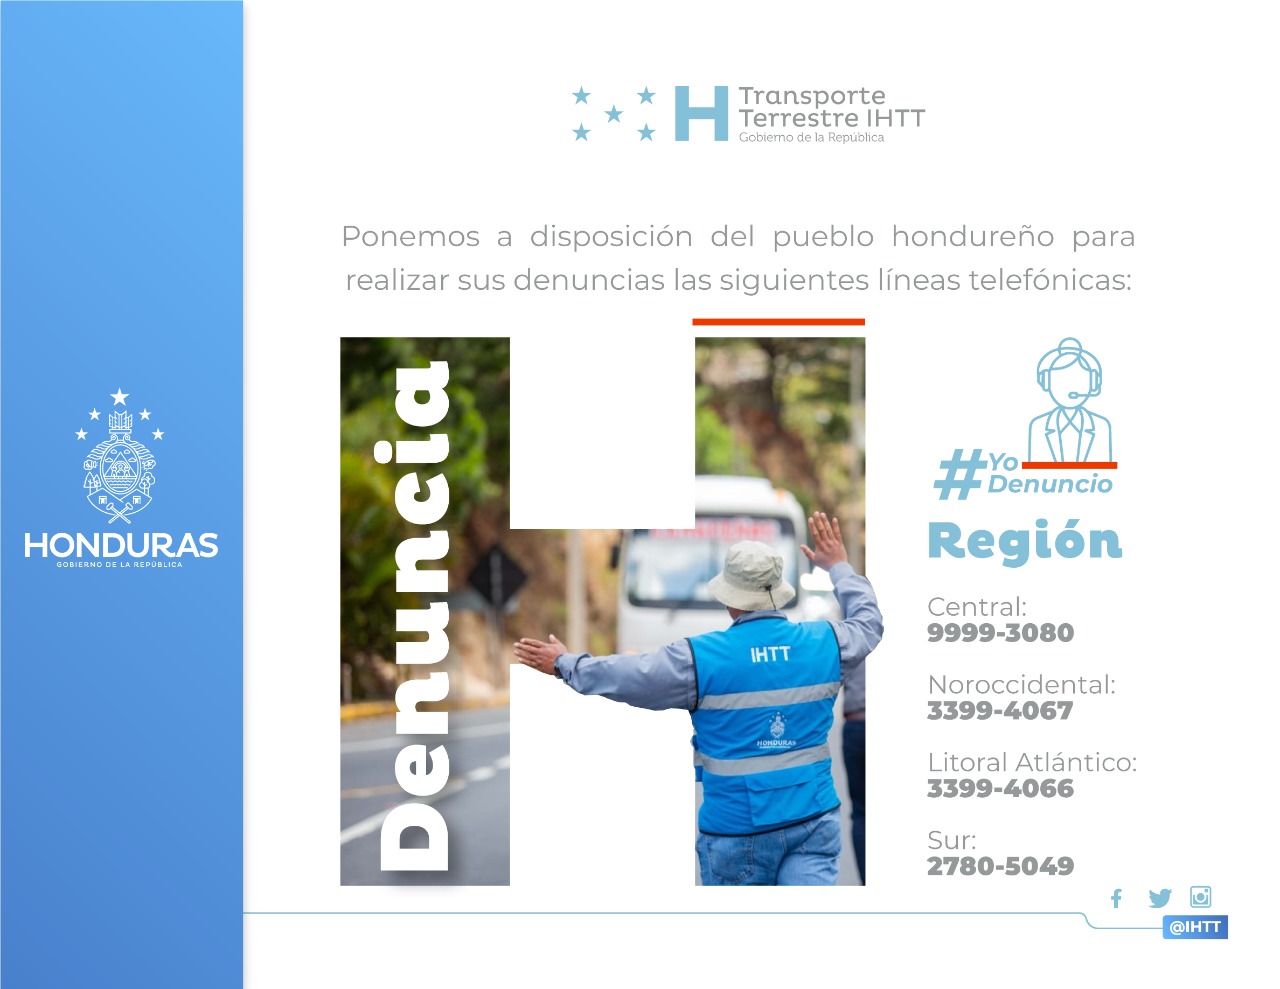 Transporte
Terrestre IHTT
Gobierno de la República
Ponemos a disposición del pueblo hondureño para
realizar sus denuncias las siguientes líneas telefónicas:
Denuncia
IHTT
HONDURAS
#Yo
Denuncio
Región
Central:
9999-3080
Noroccidental:
3399-4067
Litoral Atlántico:
3399-4066
Sur:
2780-5049
@IHTT
HONDURAS
GOBIERNO DE LA REPÚBLICA